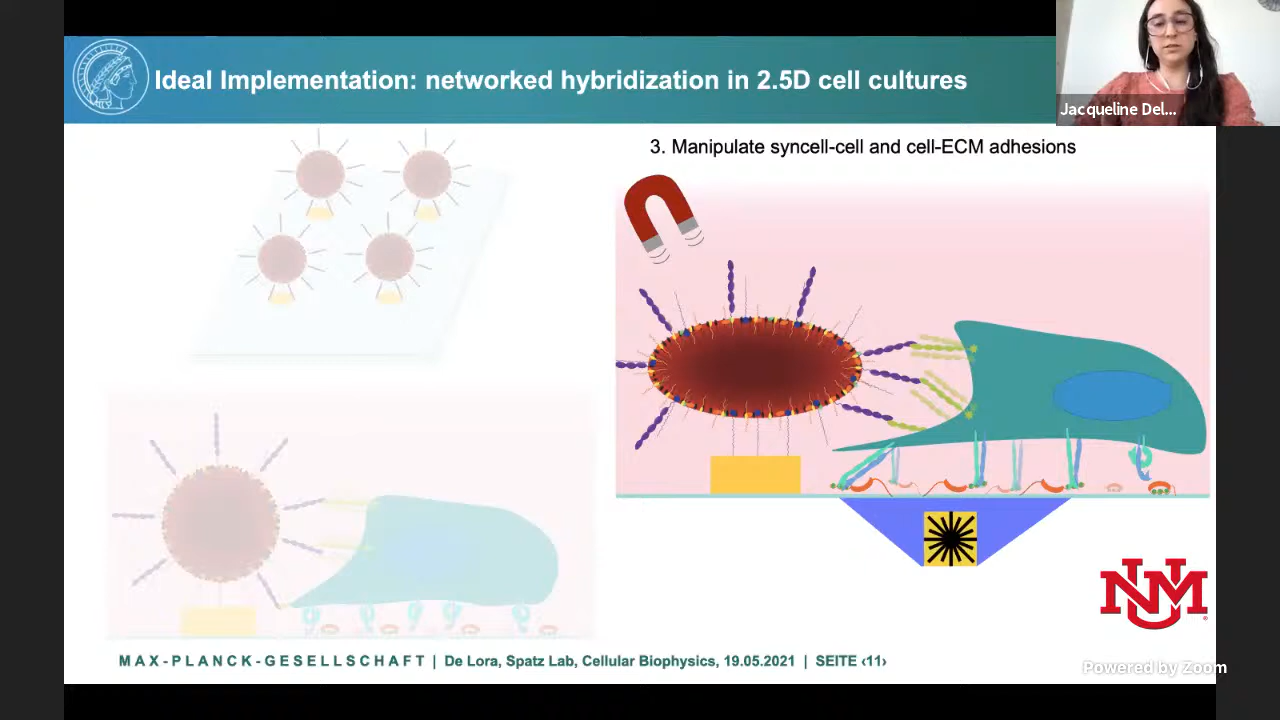 Ideal Implementation: networked hybridization in 2.5D cell cultures
Jacqueline Del...
3. Manipulate syncell-cell and cell-ECM adhesions
UNM
MAX-PLANCK-GESELLSCHAFT | De Lora, Spatz Lab, Cellular Biophysics, 19.05.2021 | SEITE ‹11›
Powered by Zoom